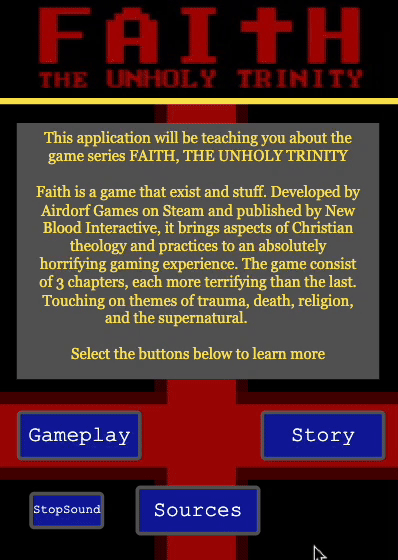 FAItH
THE UNHOLY TRINITY
This application will be teaching you about the
game series FAITH, THE UNHOLY TRINITY
Faith is a game that exist and stuff. Developed by
Airdorf Games on Steam and published by New
Blood Interactive, it brings aspects of Christian
theology and practices to an absolutely
horrifying gaming experience. The game consist
of 3 chapters, each more terrifying than the last.
Touching on themes of trauma, death, religion,
and the supernatural.
Select the buttons below to learn more
Gameplay
Story
StopSound
Sources